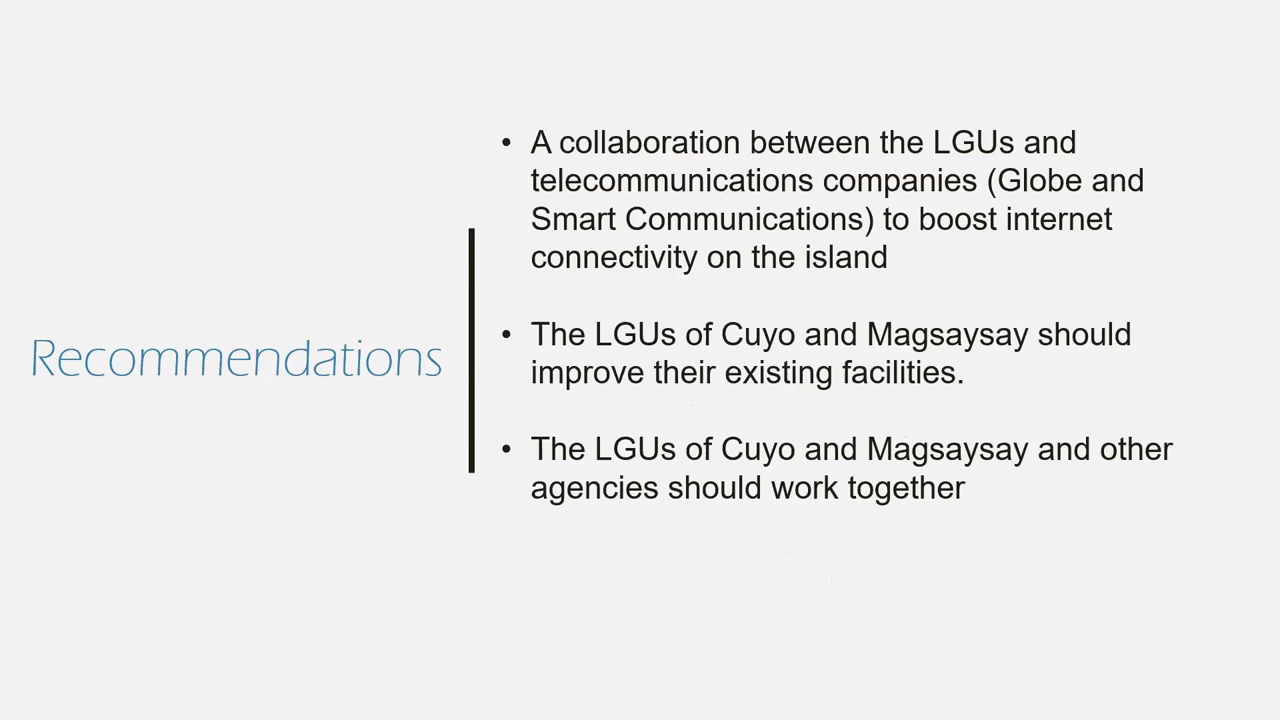 Recommendations
• A collaboration between the LGUs and
telecommunications companies (Globe and
Smart Communications) to boost internet
connectivity on the island
• The LGUs of Cuyo and Magsaysay should
improve their existing facilities.
• The LGUs of Cuyo and Magsaysay and other
agencies should work together